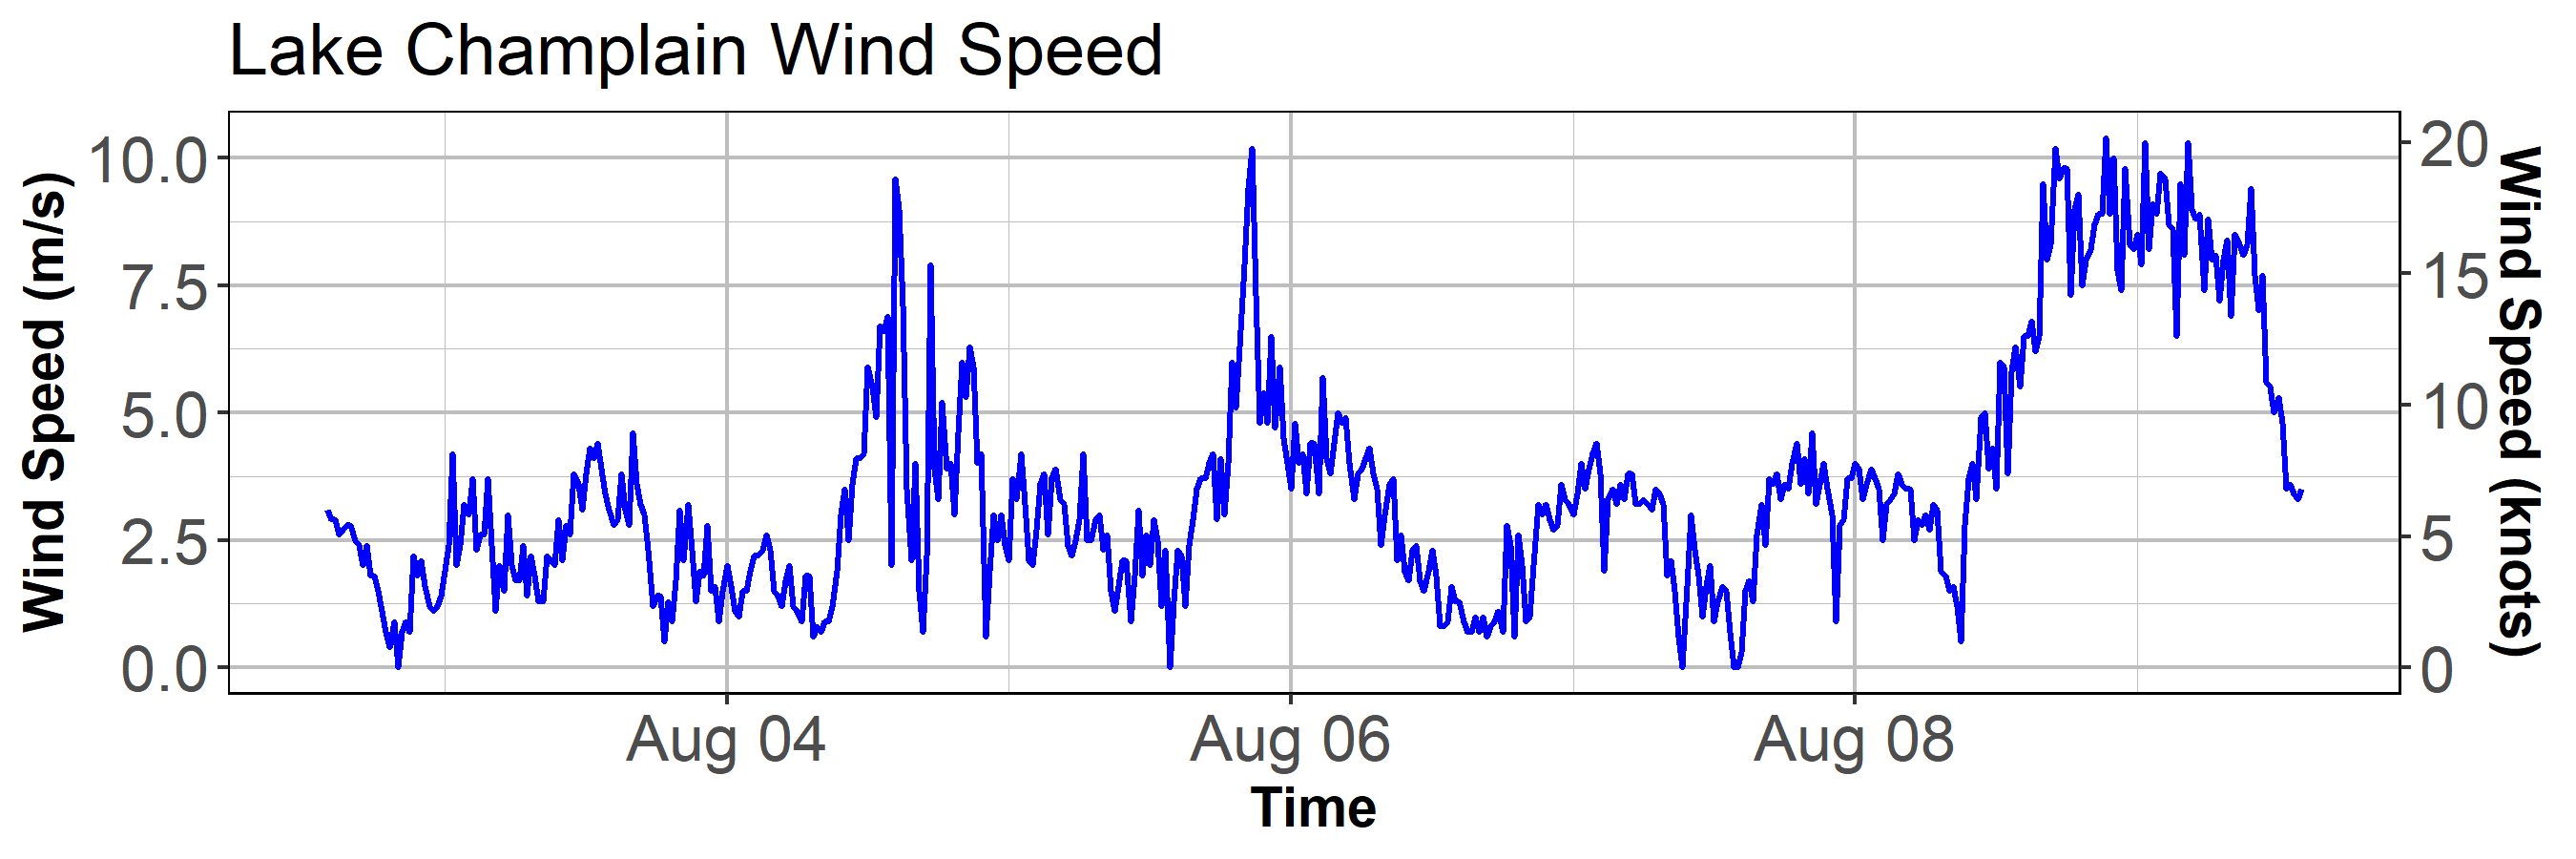 Lake Champlain Wind Speed
Wind Speed (m/s)
10.0
7.5
5.0
2.5
0.0
20
15
10
5
0
Wind Speed (knots)
Aug 04
Aug 06
Aug 08
Time